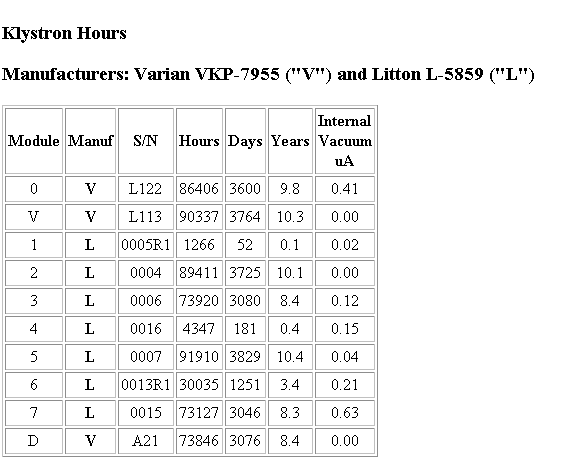 Klystron Hours
Manufacturers: Varian VKP-7955 ("V") and Litton L-5859 ("L")
Module Manuf S/N Hours Days Years Internal Vacuum uA
0 V L122 86406 3600 9.8 0.41
V V L113 90337 3764 10.3 0.00
1 L 0005R1 1266 52 0.1 0.02
2 L 0004 89411 3725 10.1 0.00
3 L 0006 73920 3080 8.4 0.12
4 L 0016 4347 181 0.4 0.15
5 L 0007 91910 3829 10.4 0.04
6 L 0013R1 30035 1251 3.4 0.21
7 L 0015 73127 3046 8.3 0.63
D V A21 73846 3076 8.4 0.00